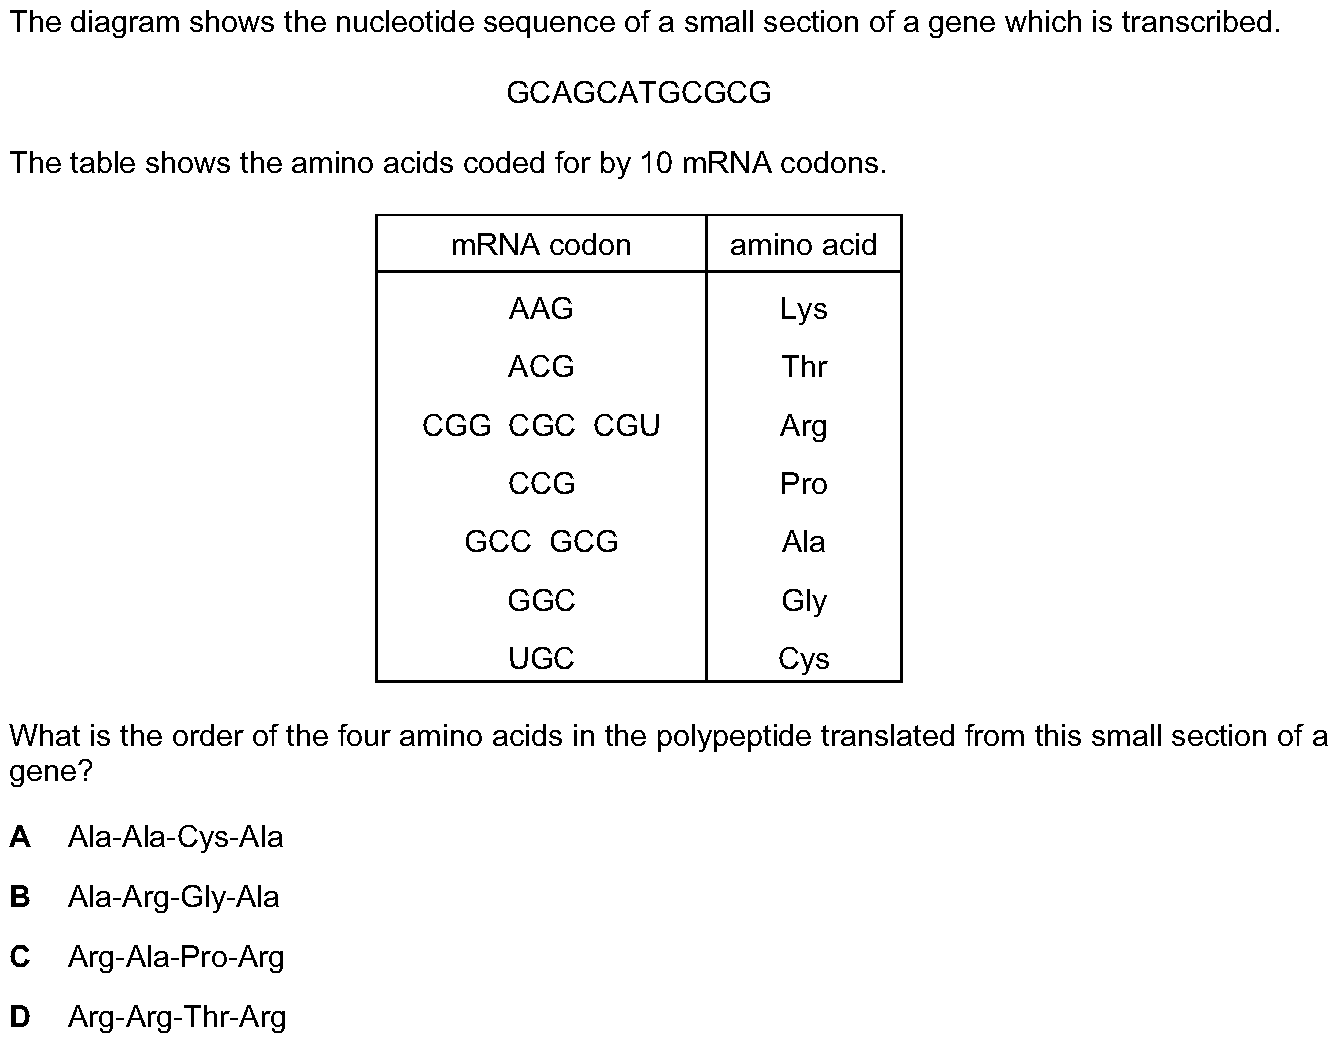 The diagram shows the nucleotide sequence of a small section of a gene which is transcribed.
GCAGCATGCGCG
The table shows the amino acids coded for by 10 mRNA codons.
mRNA codon amino acid
AAG Lys
ACG Thr
CGG CGC CGU Arg
CCG Pro
GCC GCG Ala
GGC Gly
UGC Cys
What is the order of the four amino acids in the polypeptide translated from this small section of a
gene?
A Ala-Ala-Cys-Ala
B Ala-Arg-Gly-Ala
C Arg-Ala-Pro-Arg
D Arg-Arg-Thr-Arg